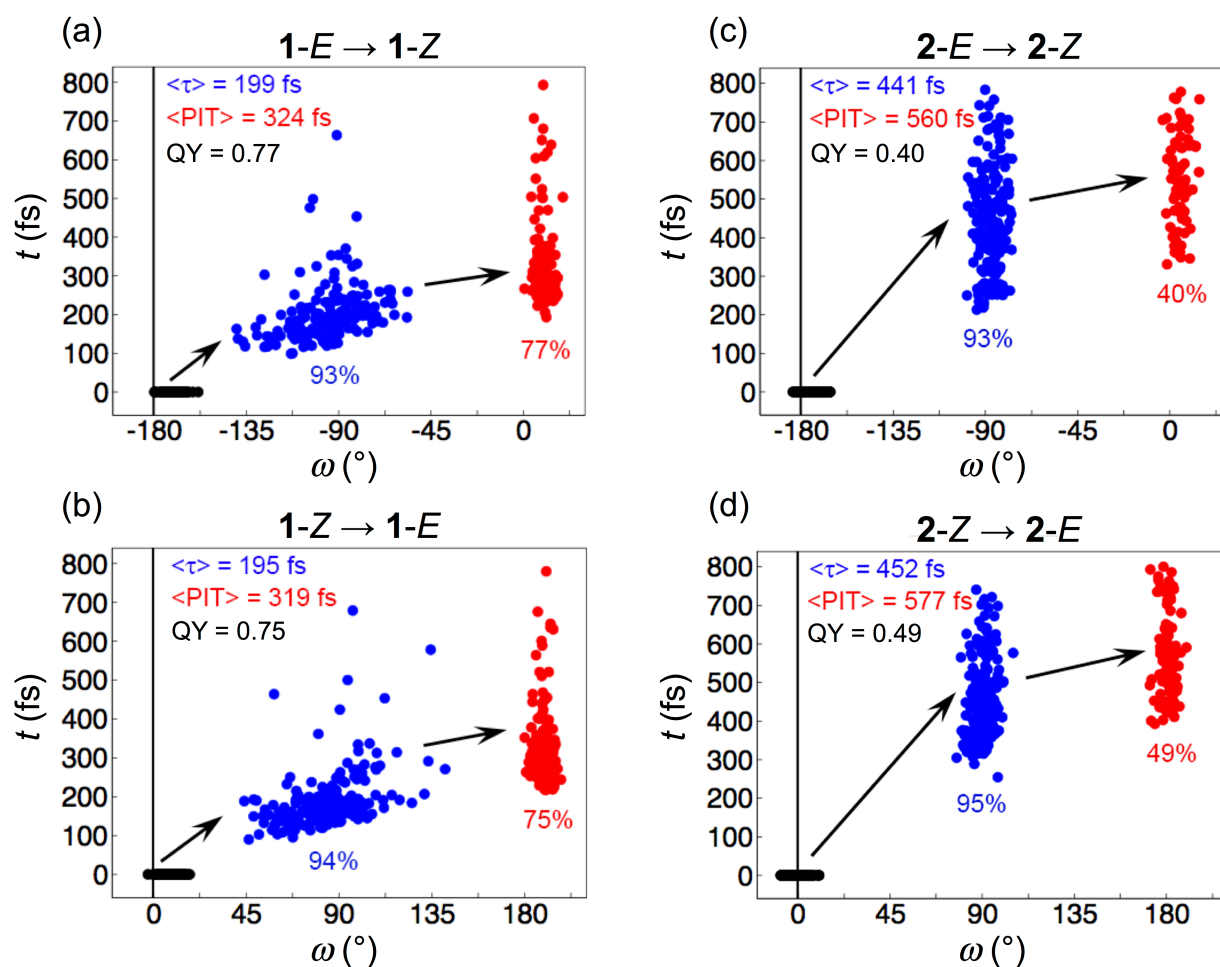 (a)
1-E → 1-Z
<τ> = 199 fs
<PIT> = 324 fs
QY = 0.77
800
700
600
500
400
300
200
100
0
t (fs)
93%
77%
-180 -135 -90 -45 0
ω (°)
(c)
2-E → 2-Z
<τ> = 441 fs
<PIT> = 560 fs
QY = 0.40
800
700
600
500
400
300
200
100
0
t (fs)
93%
40%
-180 -135 -90 -45 0
ω (°)
(b)
1-Z → 1-E
<τ> = 195 fs
<PIT> = 319 fs
QY = 0.75
800
700
600
500
400
300
200
100
0
t (fs)
94%
75%
0 45 90 135 180
ω (°)
(d)
2-Z → 2-E
<τ> = 452 fs
<PIT> = 577 fs
QY = 0.49
800
700
600
500
400
300
200
100
0
t (fs)
95%
49%
0 45 90 135 180
ω (°)